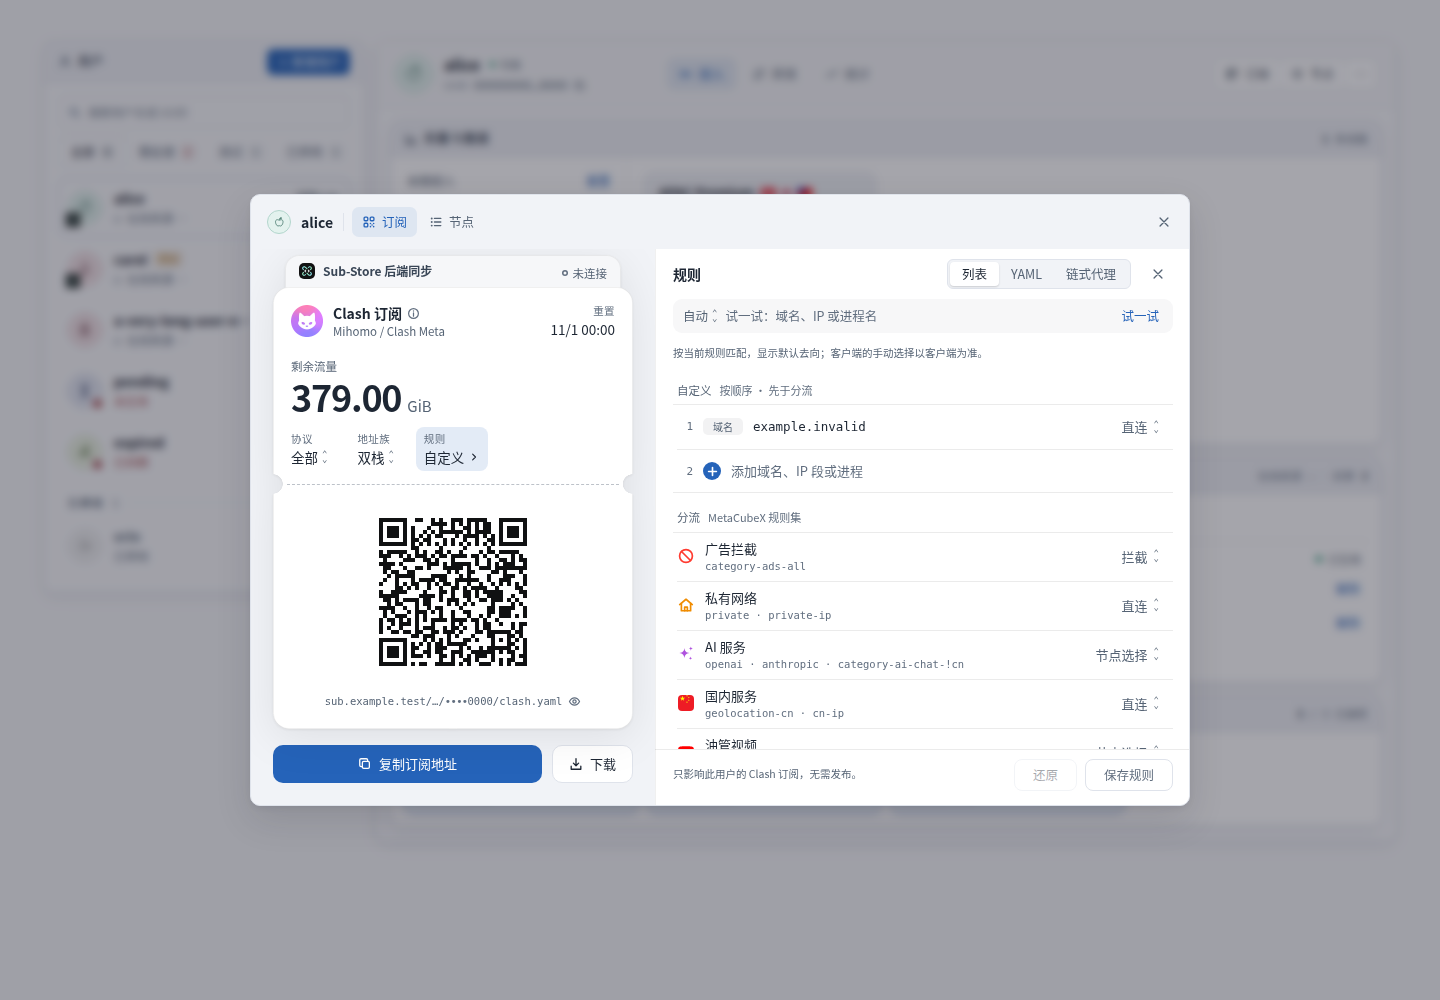 alice
订阅
节点
Sub-Store 后端同步
未连接
Clash 订阅
Mihomo / Clash Meta
重置
11/1 00:00
剩余流量
379.00 GiB
协议
全部
地址族
双栈
规则
自定义
sub.example.test/…/••••0000/clash.yaml
复制订阅地址
下载
规则
列表
YAML
链式代理
自动
试一试：域名、IP 或进程名
试一试
按当前规则匹配，显示默认去向；客户端的手动选择以客户端为准。
自定义 按顺序 · 先于分流
1 域名 example.invalid 直连
2 添加域名、IP 段或进程
分流 MetaCubeX 规则集
广告拦截
category-ads-all
拦截
私有网络
private · private-ip
直连
AI 服务
openai · anthropic · category-ai-chat-!cn
节点选择
国内服务
geolocation-cn · cn-ip
直连
油管视频
只影响此用户的 Clash 订阅，无需发布。
还原
保存规则